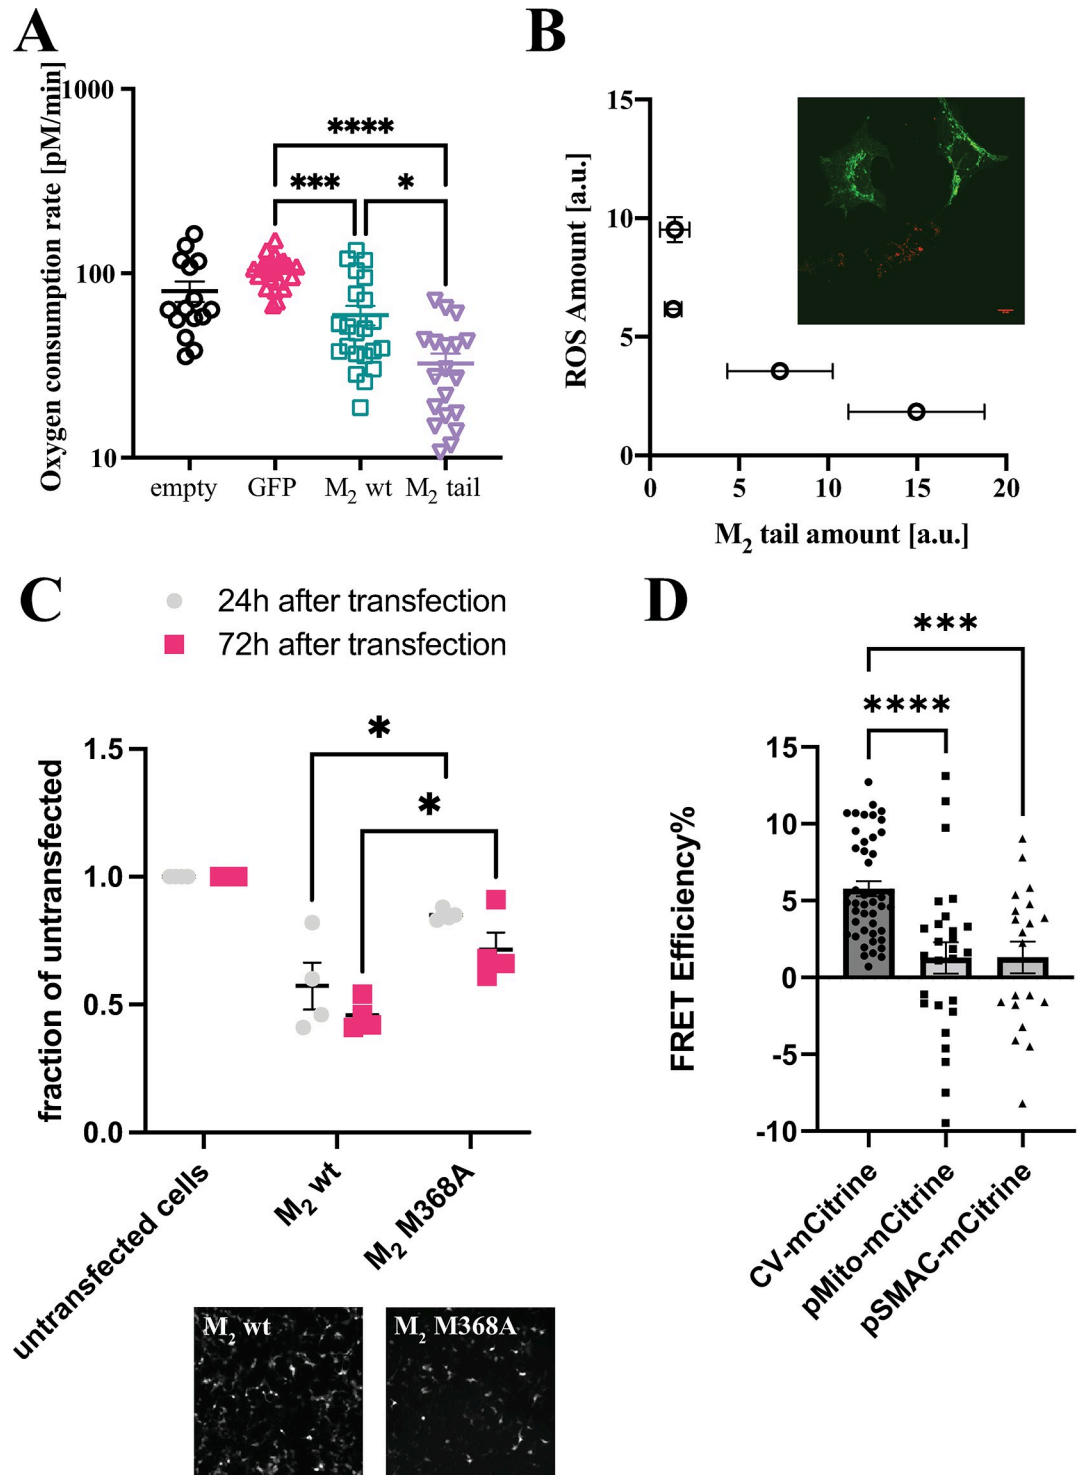 A
Oxygen consumption rate [pM/min]
1000
100
10
****
***
*
empty
GFP
M2 wt
M2 tail
B
ROS Amount [a.u.]
15
10
5
0
0
5
10
15
20
M2 tail amount [a.u.]
C
24h after transfection
72h after transfection
fraction of untransfected
1.5
1.0
0.5
0.0
*
*
untransfected cells
M2 wt
M2 M368A
M2 wt
M2 M368A
D
***
****
FRET Efficiency%
15
10
5
0
-5
-10
CV-mCitrine
pMito-mCitrine
pSMAC-mCitrine